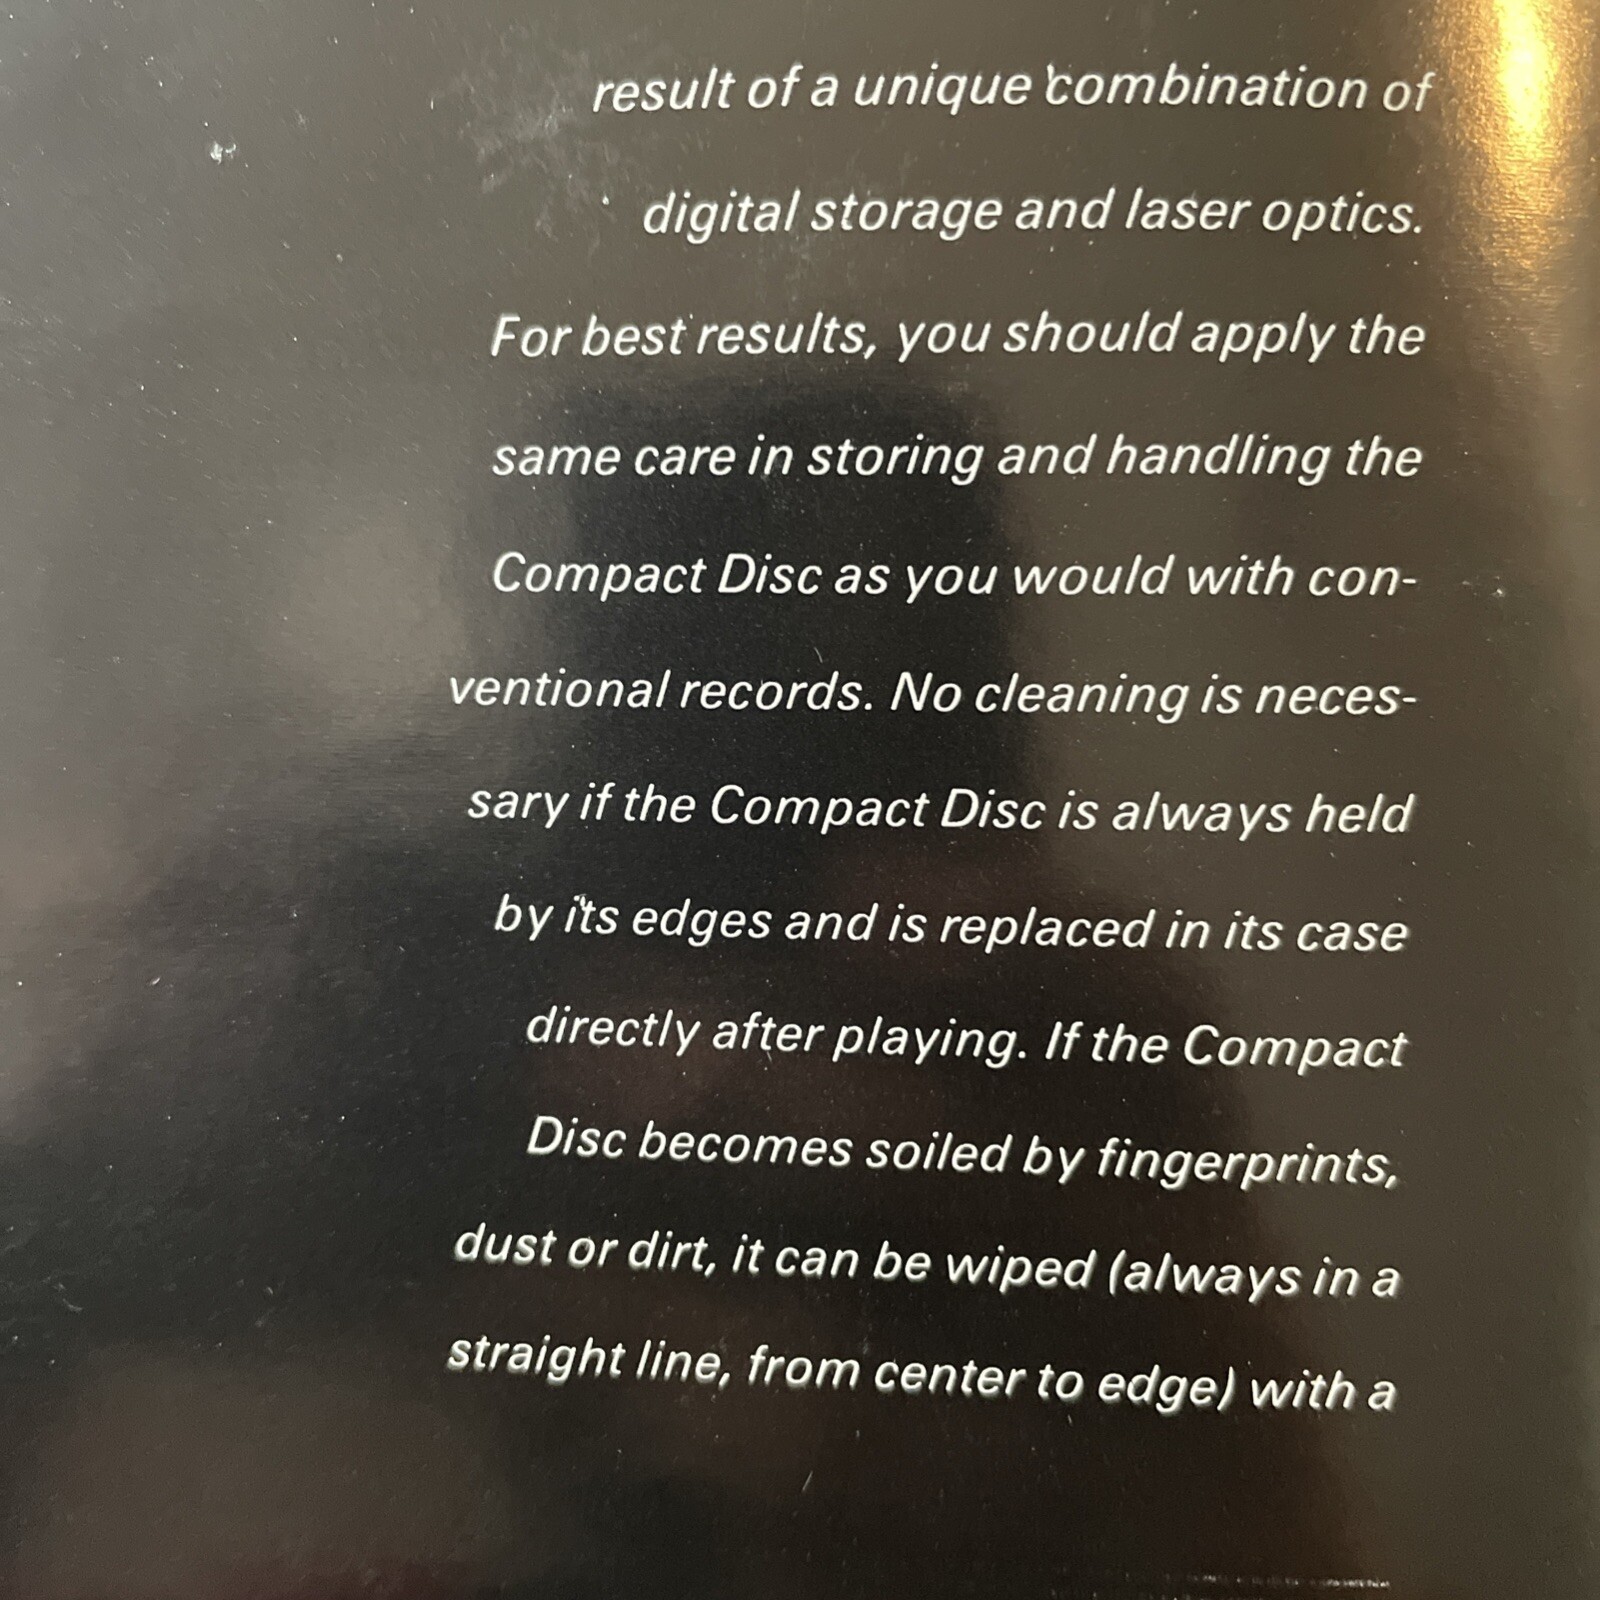 result of a unique combination of
digital storage and laser optics.
For best results, you should apply the
same care in storing and handling the
Compact Disc as you would with con-
ventional records. No cleaning is neces-
sary if the Compact Disc is always held
by its edges and is replaced in its case
directly after playing. If the Compact
Disc becomes soiled by fingerprints,
dust or dirt, it can be wiped (always in a
straight line, from center to edge) with a